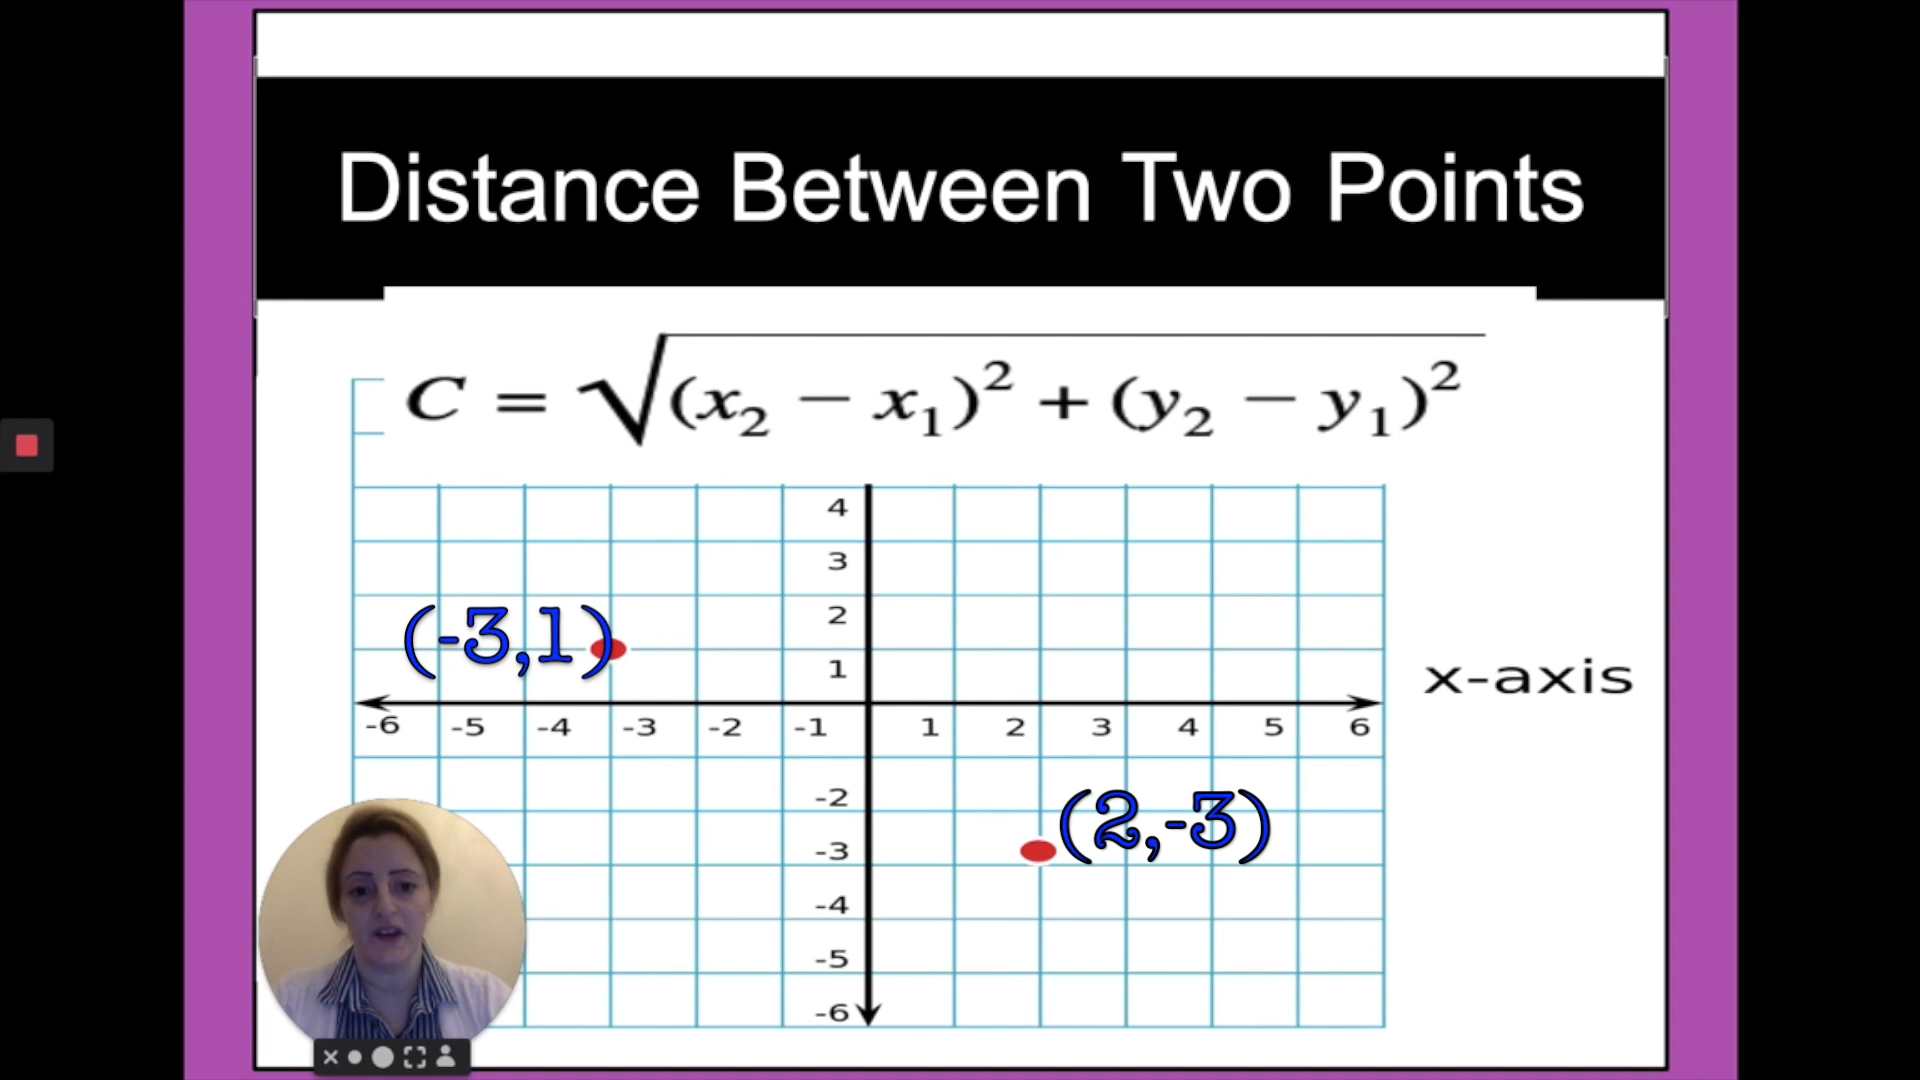 Distance Between Two Points
C = √(x₂ − x₁)² + (y₂ − y₁)²
4
3
2
(-3,1)
1
x-axis
-6 -5 -4 -3 -2 -1 1 2 3 4 5 6
-2
(2,-3)
-3
-4
-5
-6